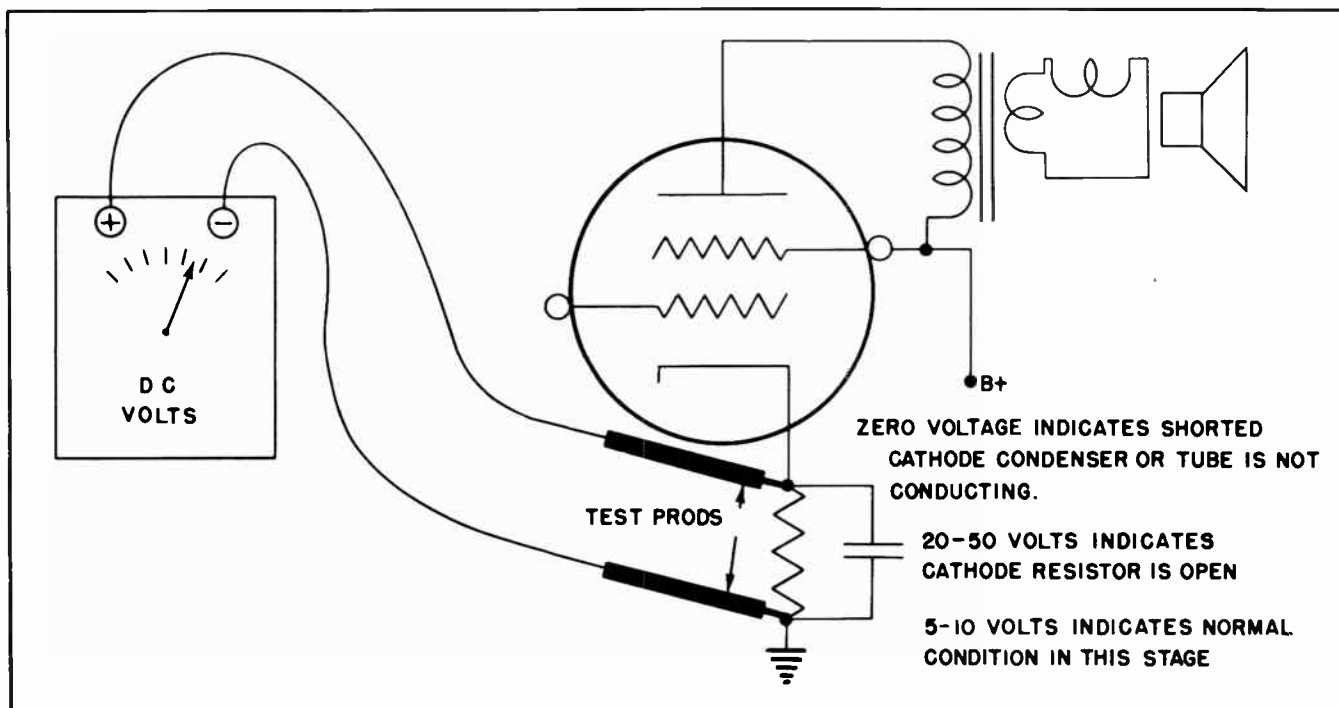 + -
D C
VOLTS
TEST PRODS
B+
ZERO VOLTAGE INDICATES SHORTED
CATHODE CONDENSER OR TUBE IS NOT
CONDUCTING.
20-50 VOLTS INDICATES
CATHODE RESISTOR IS OPEN
5-10 VOLTS INDICATES NORMAL
CONDITION IN THIS STAGE